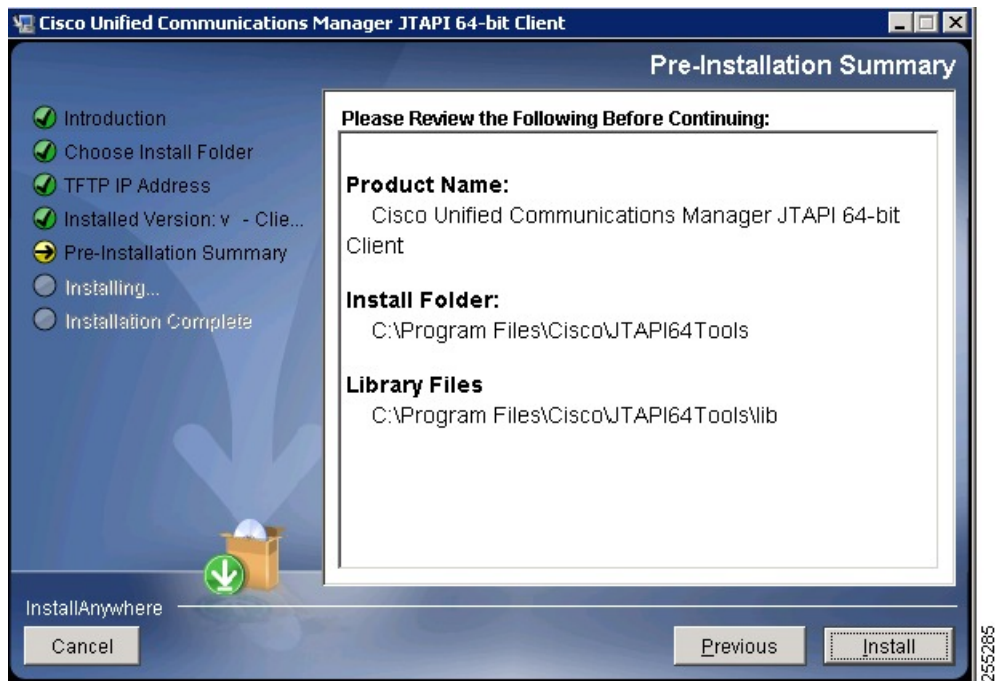 Cisco Unified Communications Manager JTAPI 64-bit Client
Pre-Installation Summary
Introduction
Choose Install Folder
TFTP IP Address
Installed Version: v - Clie...
Pre-Installation Summary
Installing...
Installation Complete
Please Review the Following Before Continuing:
Product Name:
Cisco Unified Communications Manager JTAPI 64-bit
Client
Install Folder:
C:\Program Files\Cisco\JTAPI64Tools
Library Files
C:\Program Files\Cisco\JTAPI64Tools\lib
InstallAnywhere
Cancel
Previous
Install
255285